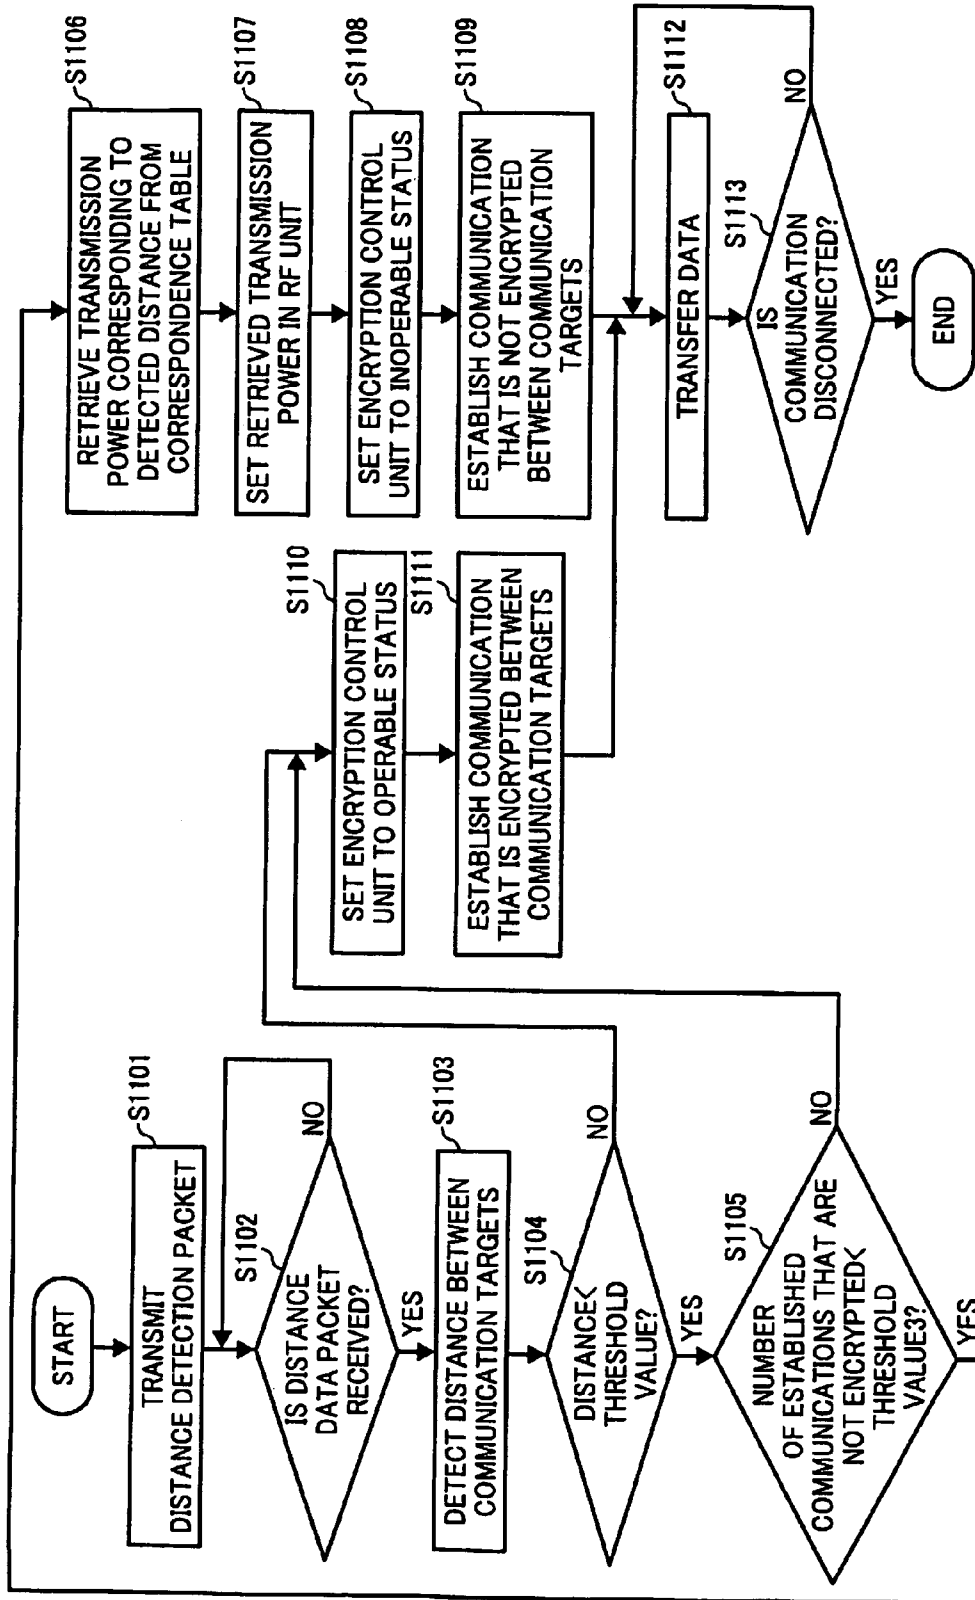 START
S1101
TRANSMIT
DISTANCE DETECTION PACKET
S1102
IS DISTANCE
DATA PACKET
RECEIVED?
NO
YES
S1103
DETECT DISTANCE BETWEEN
COMMUNICATION TARGETS
S1104
DISTANCE<
THRESHOLD
VALUE?
NO
YES
S1105
NUMBER
OF ESTABLISHED
COMMUNICATIONS THAT ARE
NOT ENCRYPTED<
THRESHOLD
VALUE3?
NO
YES
S1110
SET ENCRYPTION CONTROL
UNIT TO OPERABLE STATUS
S1111
ESTABLISH COMMUNICATION
THAT IS ENCRYPTED BETWEEN
COMMUNICATION TARGETS
S1106
RETRIEVE TRANSMISSION
POWER CORRESPONDING TO
DETECTED DISTANCE FROM
CORRESPONDENCE TABLE
S1107
SET RETRIEVED TRANSMISSION
POWER IN RF UNIT
S1108
SET ENCRYPTION CONTROL
UNIT TO INOPERABLE STATUS
S1109
ESTABLISH COMMUNICATION
THAT IS NOT ENCRYPTED
BETWEEN COMMUNICATION
TARGETS
S1112
TRANSFER DATA
S1113
IS
COMMUNICATION
DISCONNECTED?
NO
YES
END